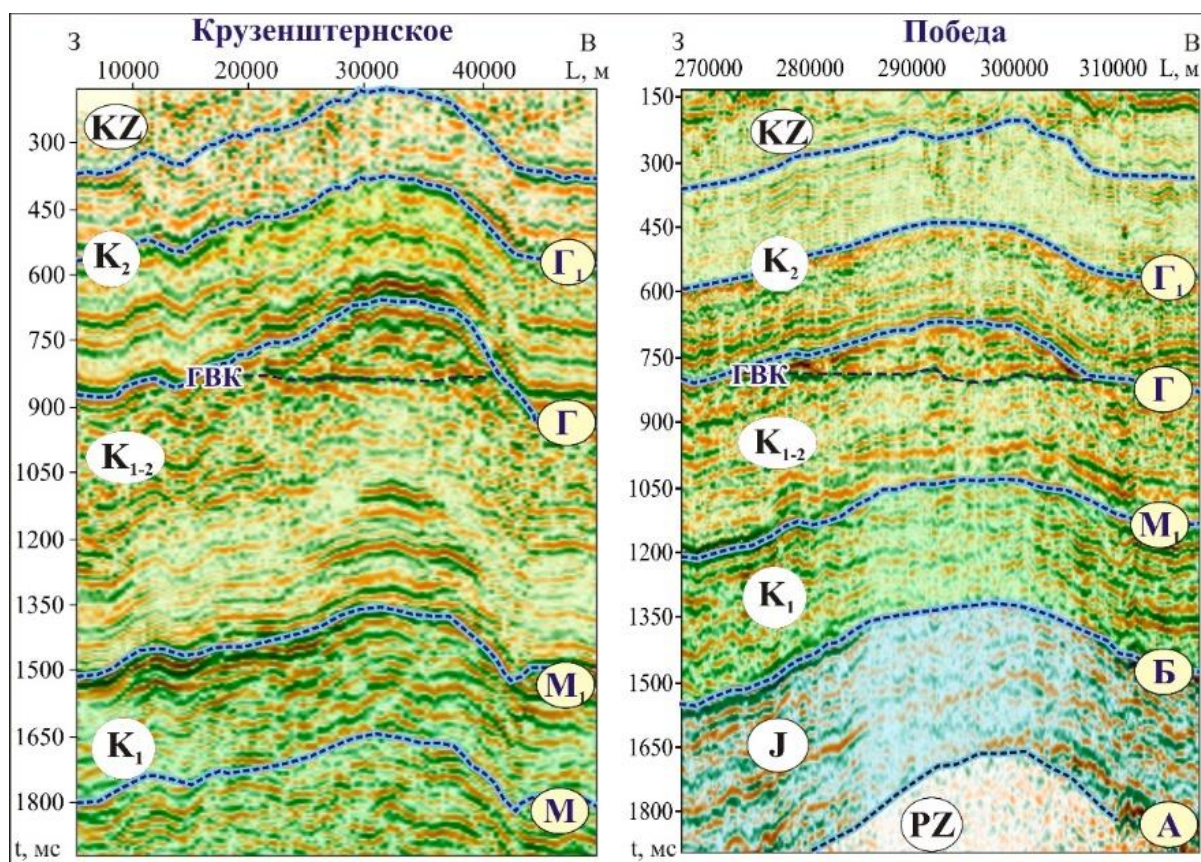 Крузенштернское
З
В
10000 20000 30000 40000 L, м
KZ
300
450
K2
Г1
600
750
ГВК
900
Г
K1-2
1050
1200
1350
1500
М1
1650
K1
1800
М
t, мс
Победа
З
В
270000 280000 290000 300000 310000 L, м
150
KZ
300
450
K2
Г1
600
750
ГВК
Г
900
K1-2
1050
М1
1200
K1
1350
Б
1500
1650
J
1800
PZ
А
t, мс